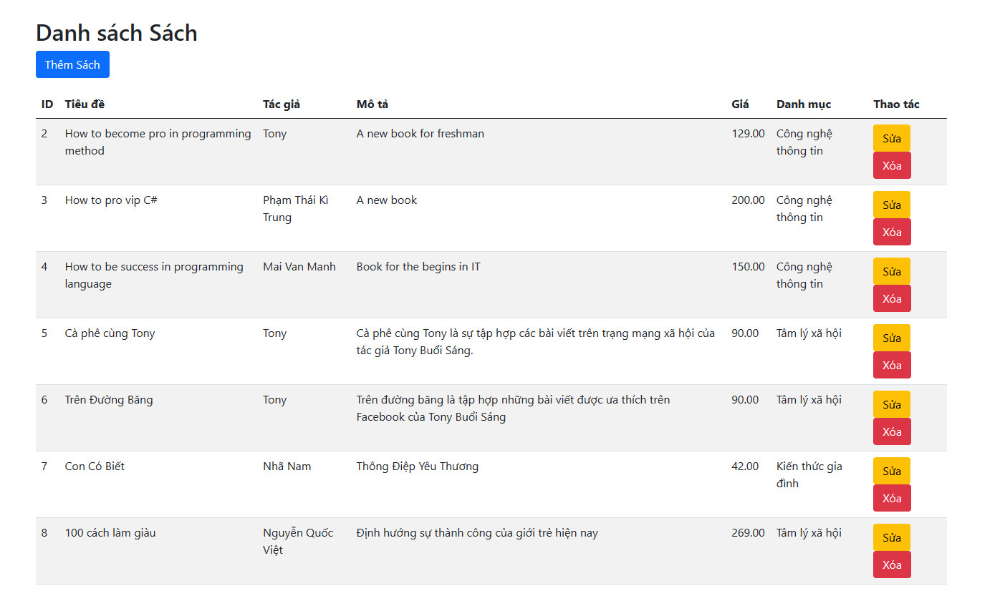 Danh sách Sách
Thêm Sách
ID Tiêu đề Tác giả Mô tả Giá Danh mục Thao tác
2 How to become pro in programming Tony A new book for freshman 129.00 Công nghệ Sửa
method thông tin
Xóa
3 How to pro vip C# Phạm Thái Kì A new book 200.00 Công nghệ Sửa
Trung thông tin
Xóa
4 How to be success in programming Mai Van Manh Book for the begins in IT 150.00 Công nghệ Sửa
language thông tin
Xóa
5 Cà phê cùng Tony Tony Cà phê cùng Tony là sự tập hợp các bài viết trên trạng mạng xã hội của 90.00 Tâm lý xã hội Sửa
tác giả Tony Buổi Sáng.
Xóa
6 Trên Đường Băng Tony Trên đường băng là tập hợp những bài viết được ưa thích trên 90.00 Tâm lý xã hội Sửa
Facebook của Tony Buổi Sáng
Xóa
7 Con Có Biết Nhã Nam Thông Điệp Yêu Thương 42.00 Kiến thức gia Sửa
đình
Xóa
8 100 cách làm giàu Nguyễn Quốc Định hướng sự thành công của giới trẻ hiện nay 269.00 Tâm lý xã hội Sửa
Việt
Xóa